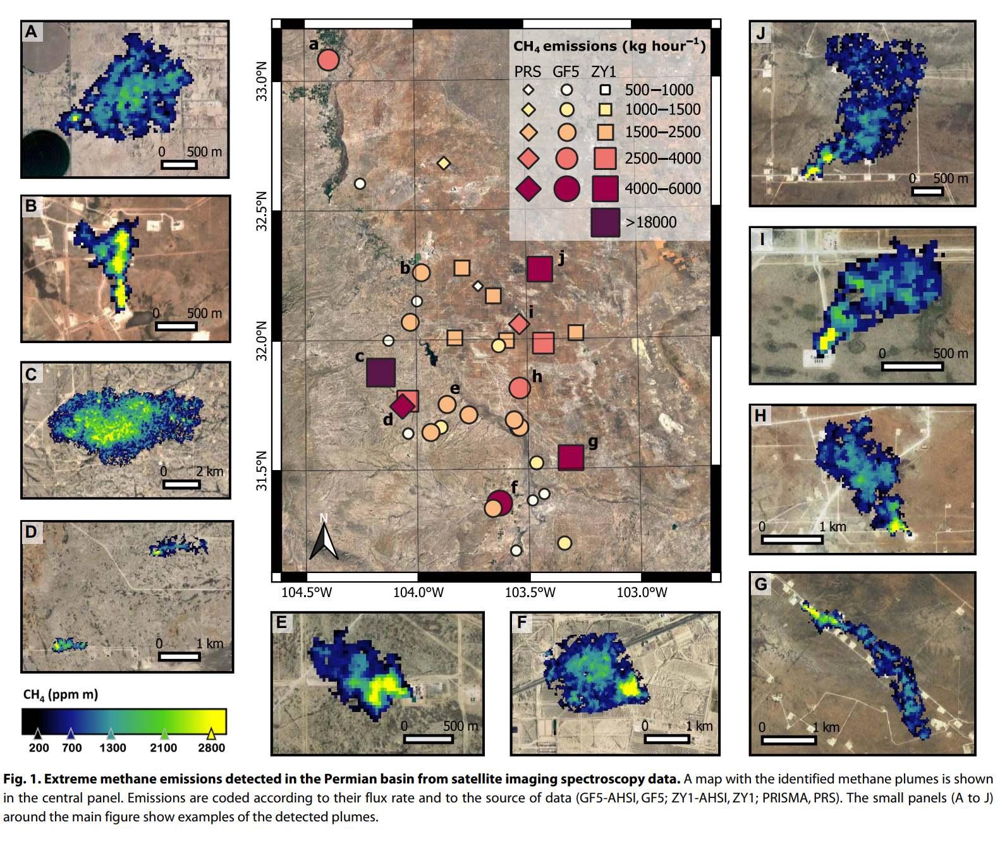 A
0 500 m
B
0 500 m
C
0 2 km
D
0 1 km
CH4 (ppm m)
200 700 1300 2100 2800
33.0°N
32.5°N
32.0°N
31.5°N
104.5°W 104.0°W 103.5°W 103.0°W
CH4 emissions (kg hour−1)
PRS GF5 ZY1
500−1000
1000−1500
1500−2500
2500−4000
4000−6000
>18000
a
b
j
i
c
h
e
d
g
f
N
E
0 500 m
F
0 1 km
J
0 500 m
I
0 500 m
H
0 1 km
G
0 1 km
Fig. 1. Extreme methane emissions detected in the Permian basin from satellite imaging spectroscopy data. A map with the identified methane plumes is shown
in the central panel. Emissions are coded according to their flux rate and to the source of data (GF5-AHSI, GF5; ZY1-AHSI, ZY1; PRISMA, PRS). The small panels (A to J)
around the main figure show examples of the detected plumes.